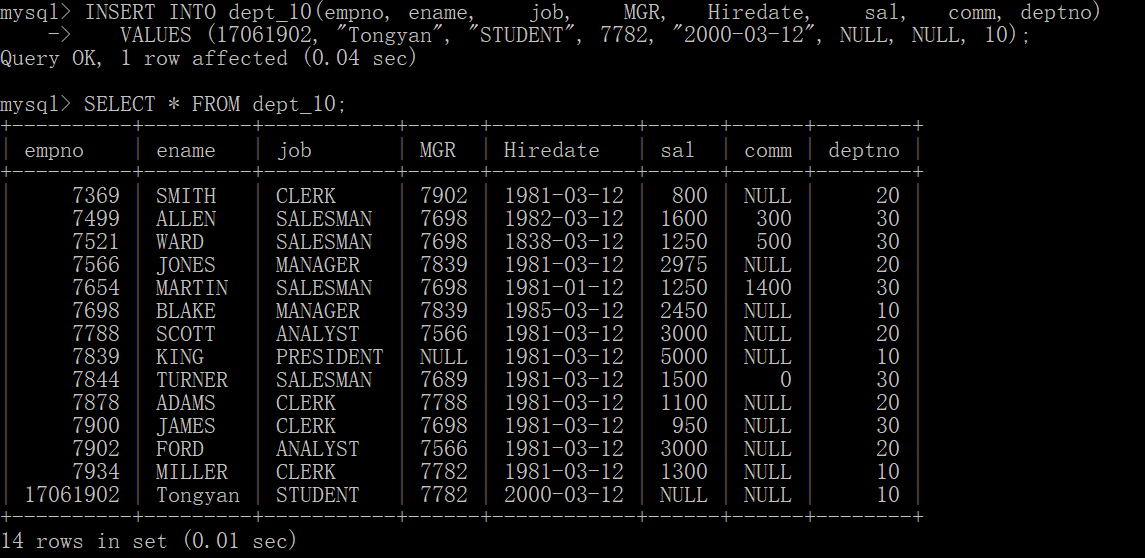 mysql> INSERT INTO dept_10(empno, ename, job, MGR, Hiredate, sal, comm, deptno)
-> VALUES (17061902, "Tongyan", "STUDENT", 7782, "2000-03-12", NULL, NULL, 10);
Query OK, 1 row affected (0.04 sec)
mysql> SELECT * FROM dept_10;
+----------+---------+-----------+------+------------+------+------+--------+
| empno | ename | job | MGR | Hiredate | sal | comm | deptno |
+----------+---------+-----------+------+------------+------+------+--------+
| 7369 | SMITH | CLERK | 7902 | 1981-03-12 | 800 | NULL | 20 |
| 7499 | ALLEN | SALESMAN | 7698 | 1982-03-12 | 1600 | 300 | 30 |
| 7521 | WARD | SALESMAN | 7698 | 1838-03-12 | 1250 | 500 | 30 |
| 7566 | JONES | MANAGER | 7839 | 1981-03-12 | 2975 | NULL | 20 |
| 7654 | MARTIN | SALESMAN | 7698 | 1981-01-12 | 1250 | 1400 | 30 |
| 7698 | BLAKE | MANAGER | 7839 | 1985-03-12 | 2450 | NULL | 10 |
| 7788 | SCOTT | ANALYST | 7566 | 1981-03-12 | 3000 | NULL | 20 |
| 7839 | KING | PRESIDENT | NULL | 1981-03-12 | 5000 | NULL | 10 |
| 7844 | TURNER | SALESMAN | 7689 | 1981-03-12 | 1500 | 0 | 30 |
| 7878 | ADAMS | CLERK | 7788 | 1981-03-12 | 1100 | NULL | 20 |
| 7900 | JAMES | CLERK | 7698 | 1981-03-12 | 950 | NULL | 30 |
| 7902 | FORD | ANALYST | 7566 | 1981-03-12 | 3000 | NULL | 20 |
| 7934 | MILLER | CLERK | 7782 | 1981-03-12 | 1300 | NULL | 10 |
| 17061902 | Tongyan | STUDENT | 7782 | 2000-03-12 | NULL | NULL | 10 |
+----------+---------+-----------+------+------------+------+------+--------+
14 rows in set (0.01 sec)